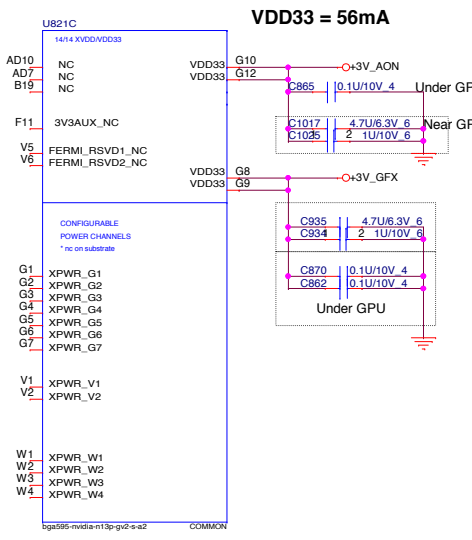 VDD33 = 56mA
U821C
14/14 XVDD/VDD33
AD10 NC VDD33 G10 +3V_AON
AD7 NC VDD33 G12
B19 NC
C865 0.1U/10V_4 Under GP
F11 3V3AUX_NC
C1017 4.7U/6.3V_6 Near GP
C1025 1 2 1U/10V_6
V5 FERMI_RSVD1_NC
V6 FERMI_RSVD2_NC
VDD33 G8 +3V_GFX
VDD33 G9
CONFIGURABLE
POWER CHANNELS
* nc on substrate
C935 4.7U/6.3V_6
C934 1 2 1U/10V_6
G1 XPWR_G1
G2 XPWR_G2
G3 XPWR_G3
G4 XPWR_G4
G5 XPWR_G5
G6 XPWR_G6
G7 XPWR_G7
C870 0.1U/10V_4
C862 0.1U/10V_4
Under GPU
V1 XPWR_V1
V2 XPWR_V2
W1 XPWR_W1
W2 XPWR_W2
W3 XPWR_W3
W4 XPWR_W4
bga595-nvidia-n13p-gv2-s-a2 COMMON